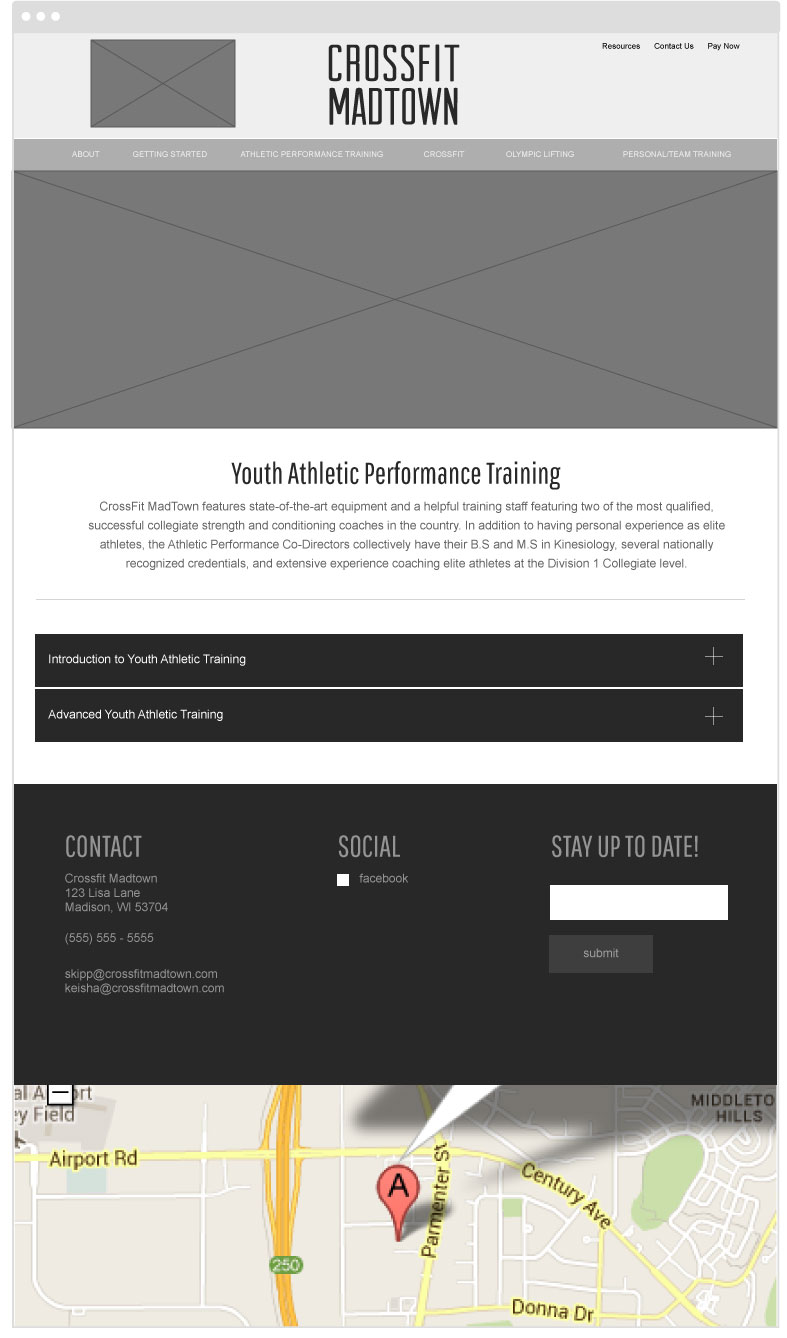 CROSSFIT
MADTOWN
Resources Contact Us Pay Now
ABOUT GETTING STARTED ATHLETIC PERFORMANCE TRAINING CROSSFIT OLYMPIC LIFTING PERSONAL/TEAM TRAINING
Youth Athletic Performance Training
CrossFit MadTown features state-of-the-art equipment and a helpful training staff featuring two of the most qualified,
successful collegiate strength and conditioning coaches in the country. In addition to having personal experience as elite
athletes, the Athletic Performance Co-Directors collectively have their B.S and M.S in Kinesiology, several nationally
recognized credentials, and extensive experience coaching elite athletes at the Division 1 Collegiate level.
Introduction to Youth Athletic Training
Advanced Youth Athletic Training
CONTACT
Crossfit Madtown
123 Lisa Lane
Madison, WI 53704
(555) 555 - 5555
skipp@crossfitmadtown.com
keisha@crossfitmadtown.com
SOCIAL
facebook
STAY UP TO DATE!
submit
ey Field
MIDDLETO
HILLS
Airport Rd
A
Parmenter St
Century Ave
250
Donna Dr